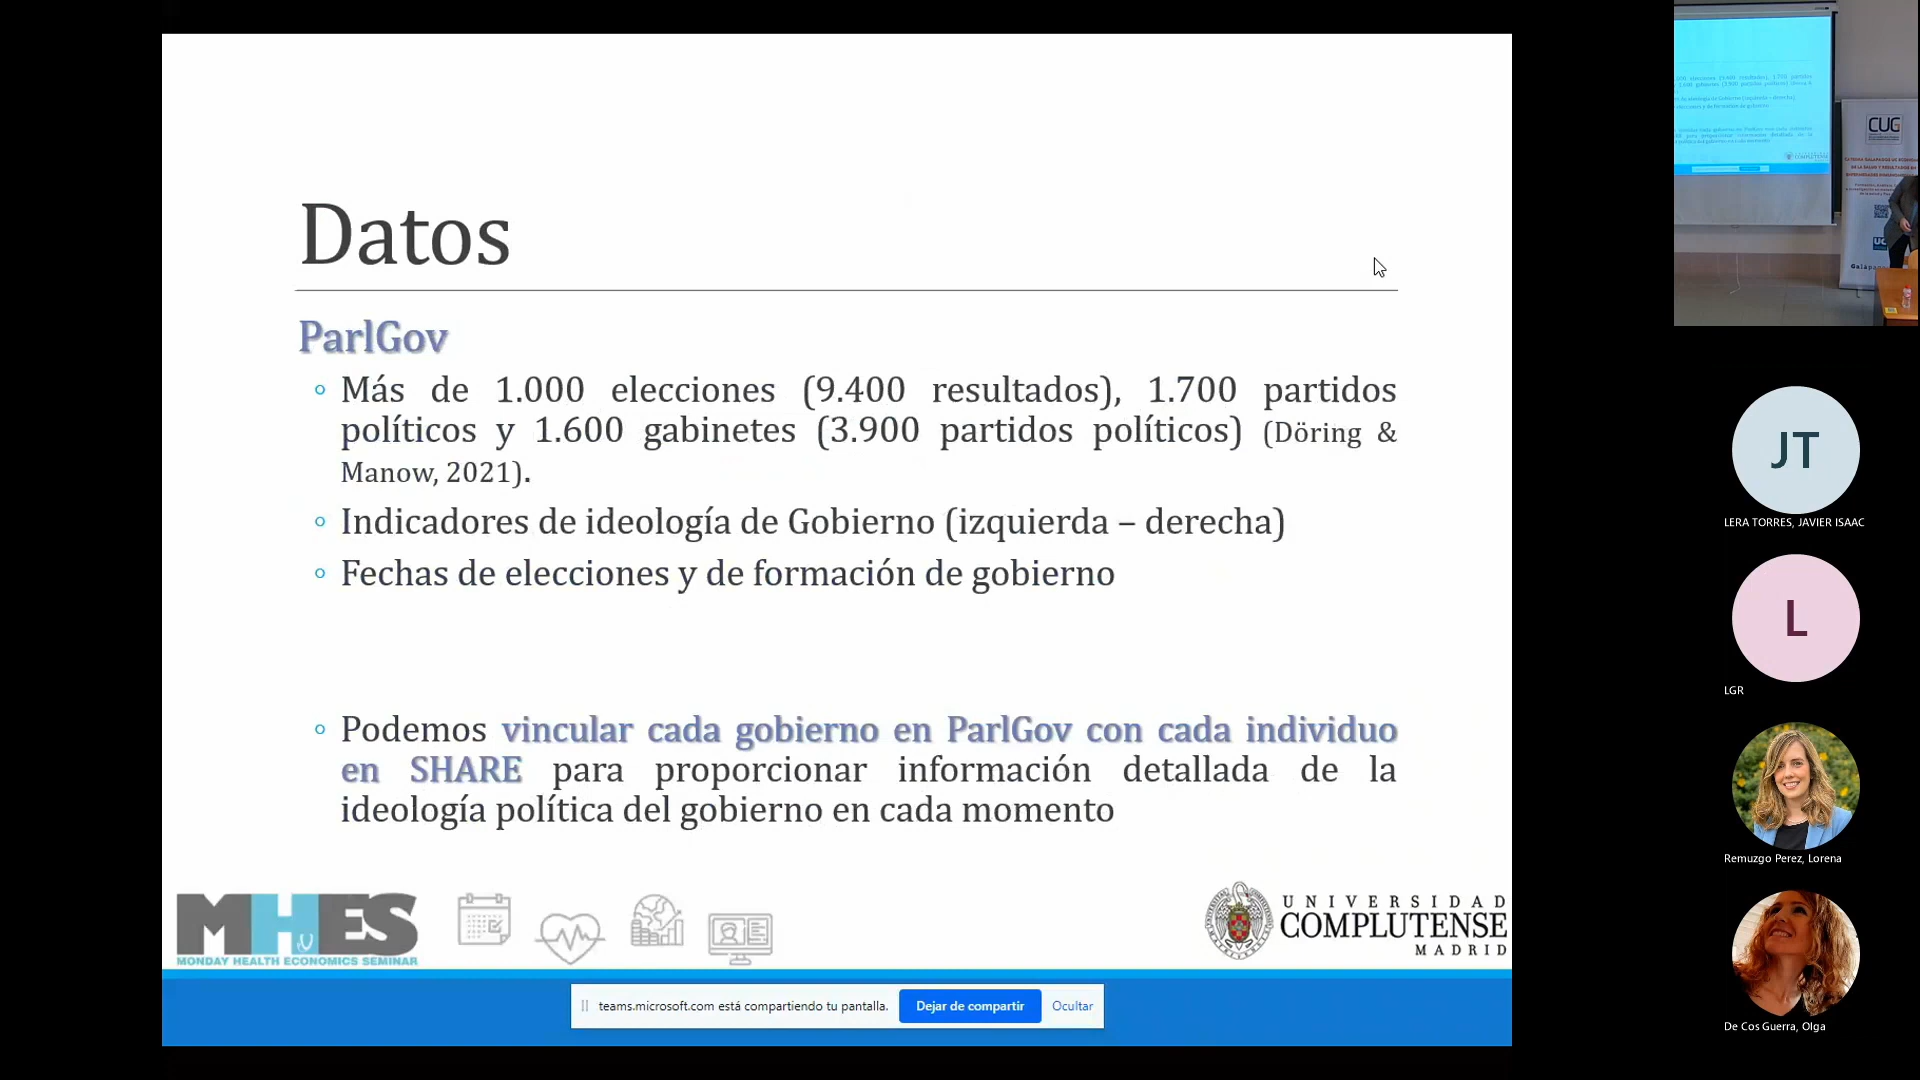 Datos
ParlGov
Más de 1.000 elecciones (9.400 resultados), 1.700 partidos
políticos y 1.600 gabinetes (3.900 partidos políticos) (Döring &
Manow, 2021).
Indicadores de ideología de Gobierno (izquierda – derecha)
Fechas de elecciones y de formación de gobierno
Podemos vincular cada gobierno en ParlGov con cada individuo
en SHARE para proporcionar información detallada de la
ideología política del gobierno en cada momento
MHES
MONDAY HEALTH ECONOMICS SEMINAR
UNIVERSIDAD
COMPLUTENSE
MADRID
teams.microsoft.com está compartiendo tu pantalla.
Dejar de compartir
Ocultar
CUG
JT
LERA TORRES, JAVIER ISAAC
L
LGR
Remuzgo Perez, Lorena
De Cos Guerra, Olga